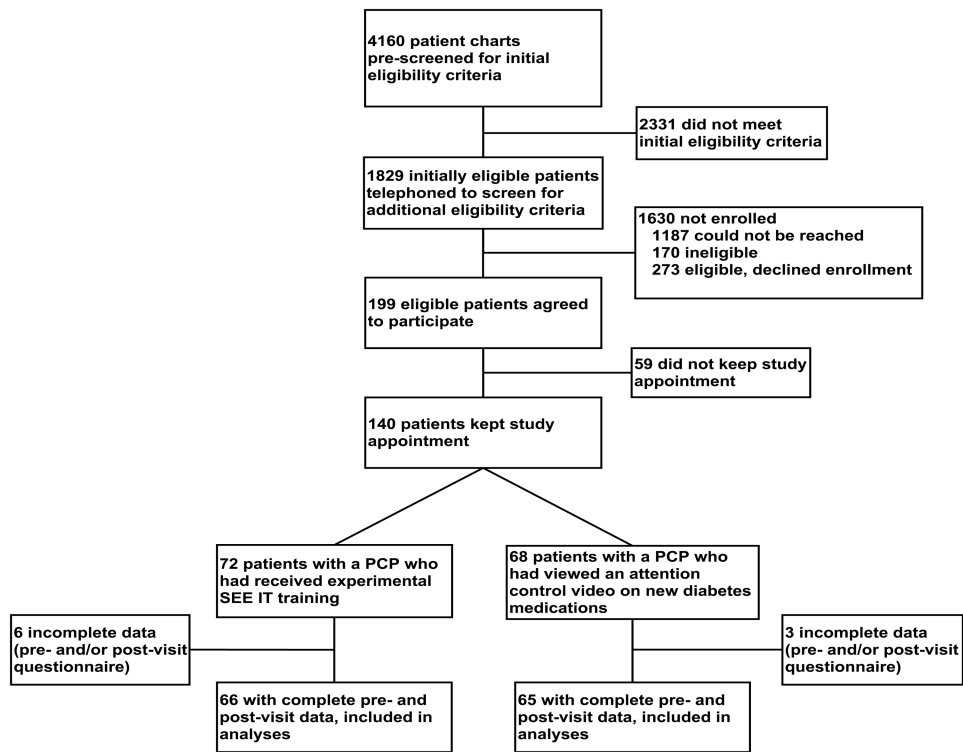 4160 patient charts
pre-screened for initial
eligibility criteria
2331 did not meet
initial eligibility criteria
1829 initially eligible patients
telephoned to screen for
additional eligibility criteria
1630 not enrolled
1187 could not be reached
170 ineligible
273 eligible, declined enrollment
199 eligible patients agreed
to participate
59 did not keep study
appointment
140 patients kept study
appointment
72 patients with a PCP who
had received experimental
SEE IT training
68 patients with a PCP who
had viewed an attention
control video on new diabetes
medications
6 incomplete data
(pre- and/or post-visit
questionnaire)
3 incomplete data
(pre- and/or post-visit
questionnaire)
66 with complete pre- and
post-visit data, included in
analyses
65 with complete pre- and
post-visit data, included in
analyses